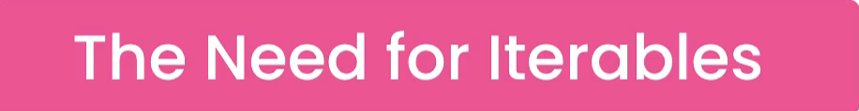 The Need for Iterables